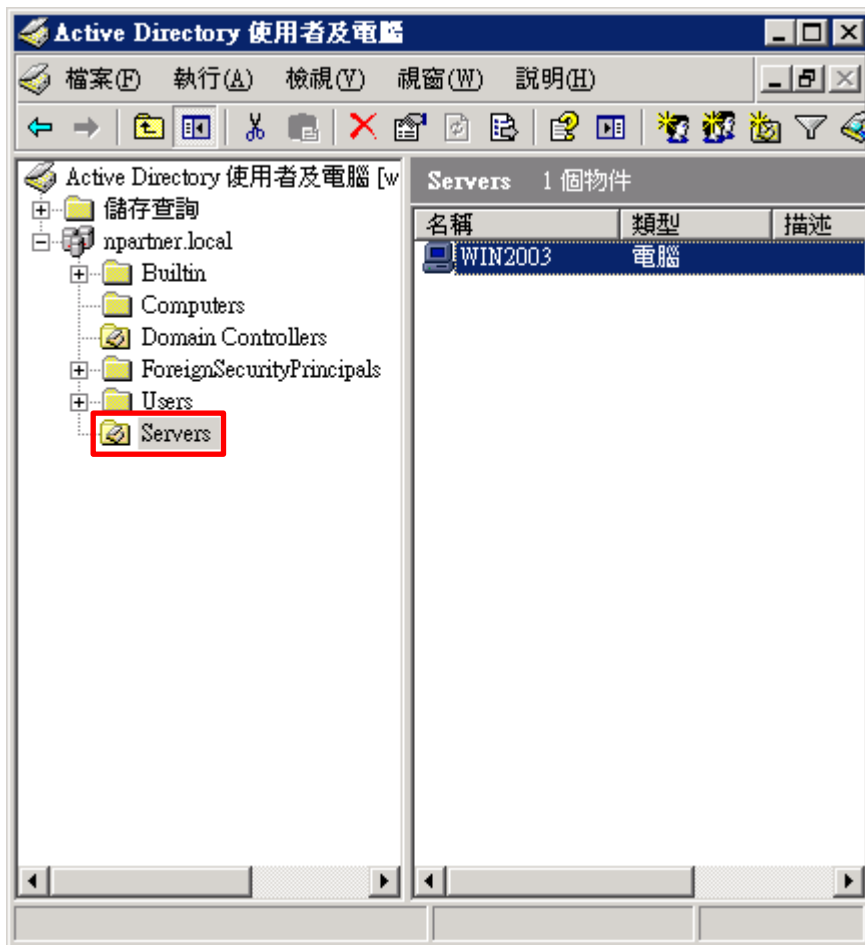 Active Directory 使用者及電腦
檔案(F) 執行(A) 檢視(V) 視窗(W) 說明(H)
Active Directory 使用者及電腦 [w
儲存查詢
npartner.local
Builtin
Computers
Domain Controllers
ForeignSecurityPrincipals
Users
Servers
Servers 1 個物件
名稱 類型 描述
WIN2003 電腦